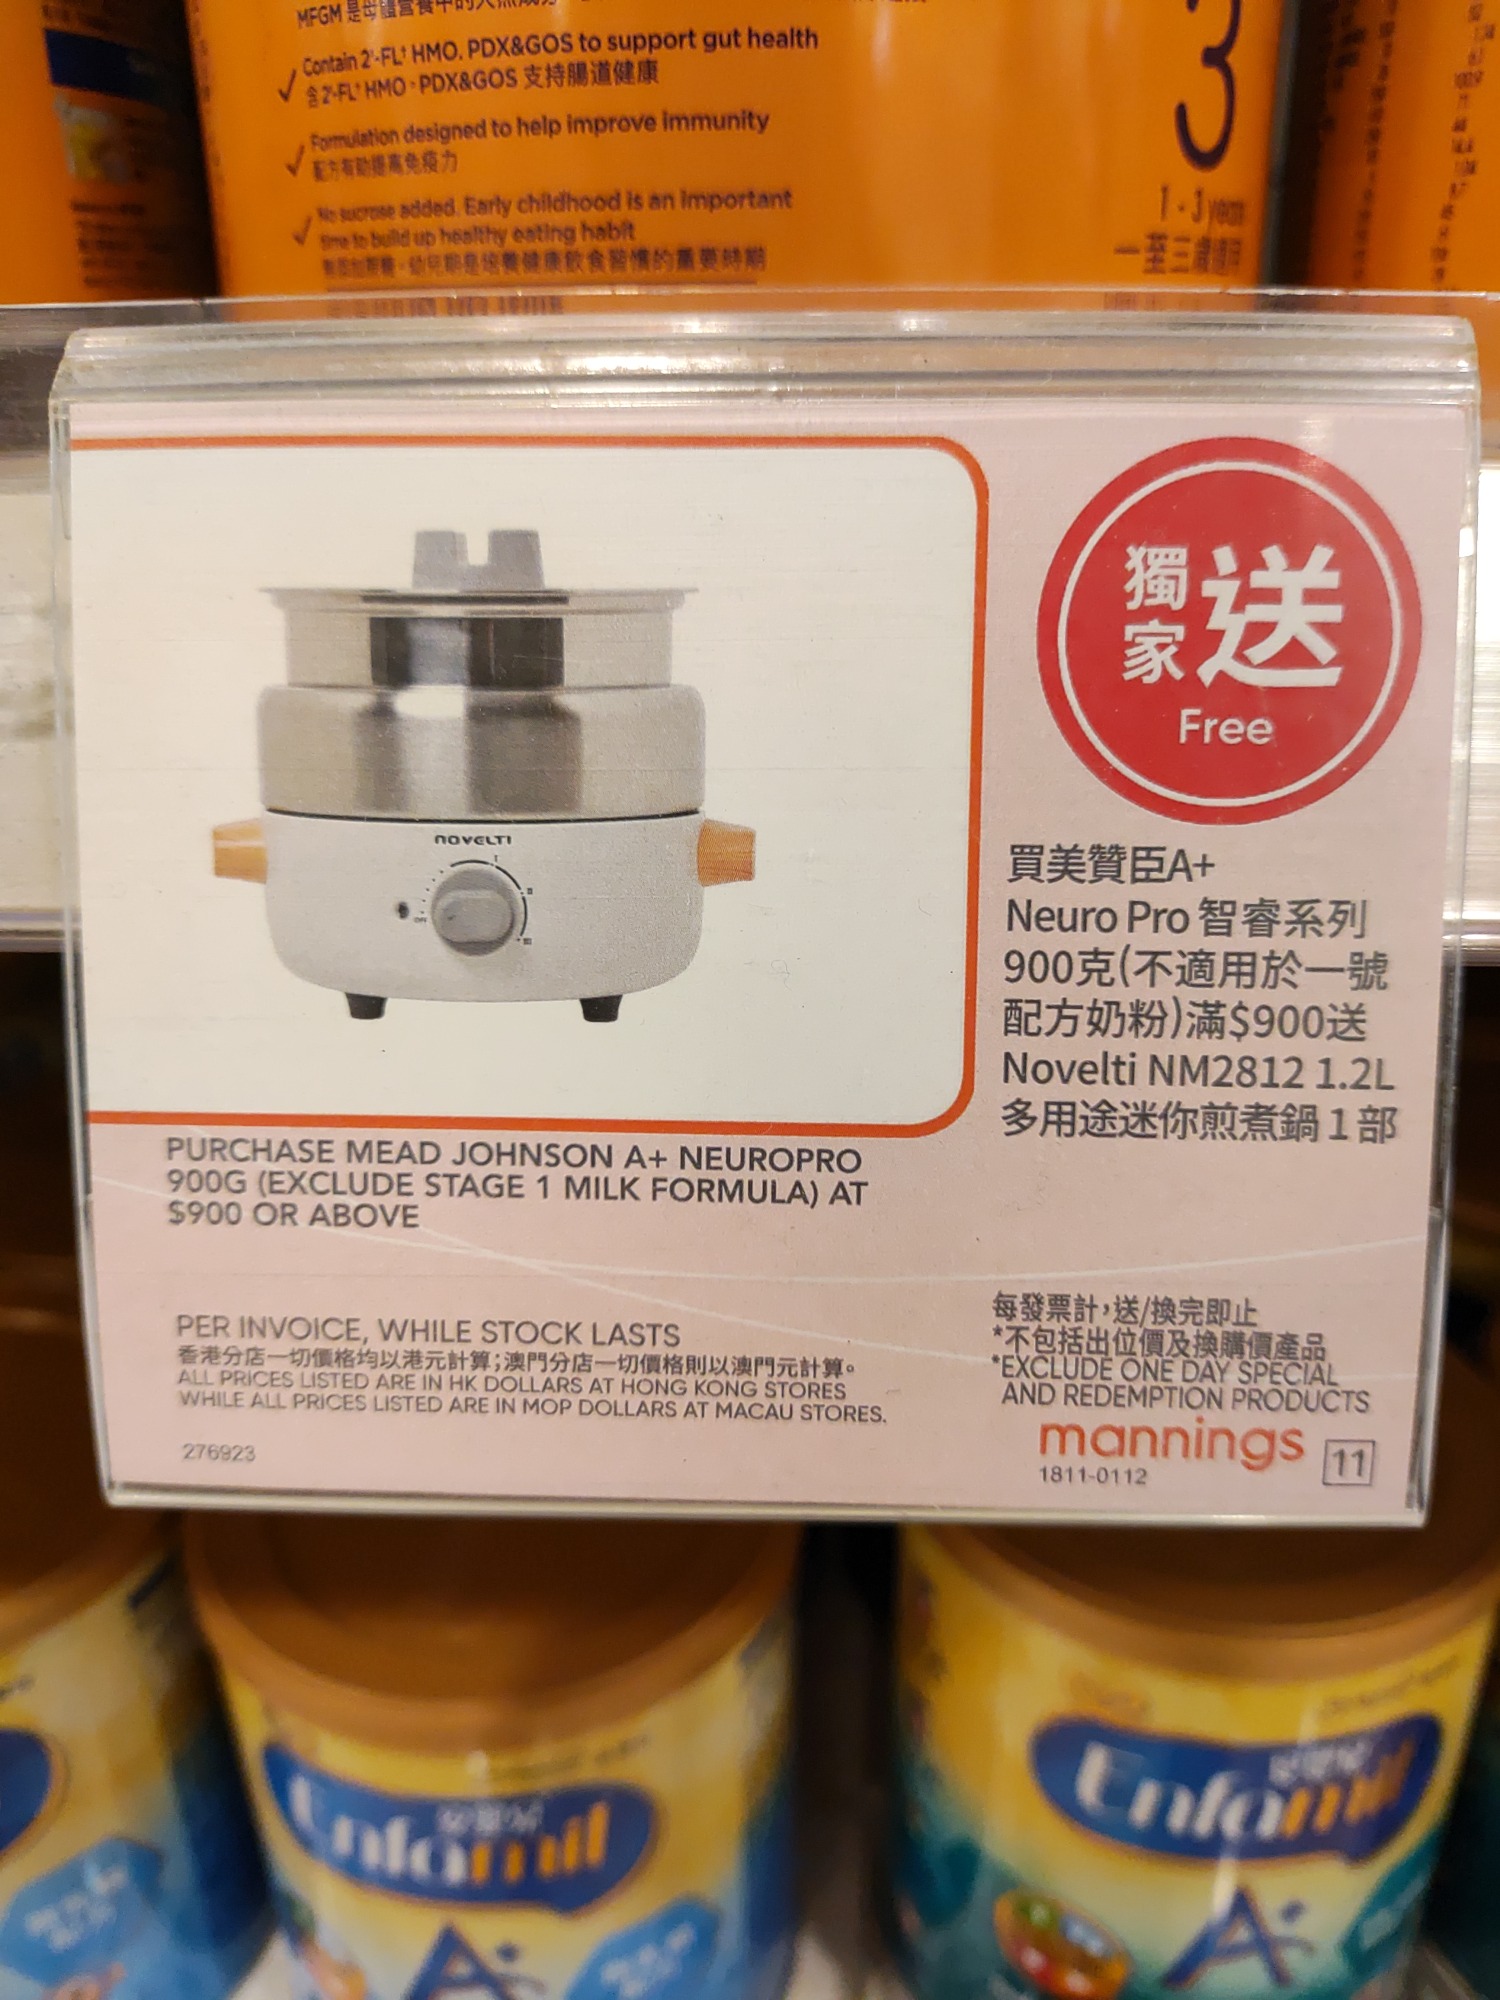 Contain 2'-FL† HMO, PDX&GOS to support gut health
含2'-FL† HMO，PDX&GOS 支持腸道健康
Formulation designed to help improve immunity
配方有助提高免疫力
No sucrose added. Early childhood is an important
time to build up healthy eating habit
3
獨家
送
Free
NOVELTI
OFF
買美贊臣A+
Neuro Pro 智睿系列
900克(不適用於一號
配方奶粉)滿$900送
Novelti NM2812 1.2L
多用途迷你煎煮鍋 1 部
PURCHASE MEAD JOHNSON A+ NEUROPRO
900G (EXCLUDE STAGE 1 MILK FORMULA) AT
$900 OR ABOVE
PER INVOICE, WHILE STOCK LASTS
香港分店一切價格均以港元計算；澳門分店一切價格則以澳門元計算。
ALL PRICES LISTED ARE IN HK DOLLARS AT HONG KONG STORES
WHILE ALL PRICES LISTED ARE IN MOP DOLLARS AT MACAU STORES.
276923
每發票計，送/換完即止
*不包括出位價及換購價產品
*EXCLUDE ONE DAY SPECIAL
AND REDEMPTION PRODUCTS
mannings
1811-0112
11
Enfamil
A+
Enfamil
A+